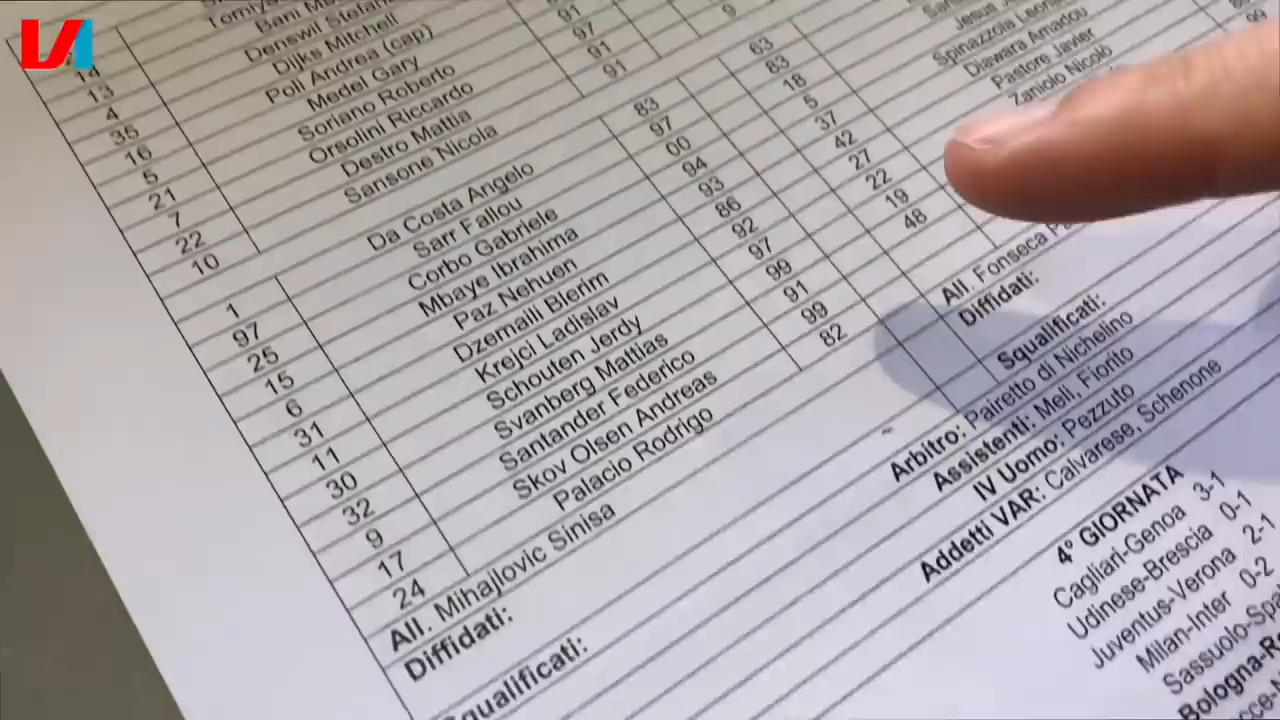 VI
14
13 Bani
4 Denswil
35 Dijks Mitchell
16 Poli Andrea (cap)
5 Medel Gary
21 Soriano Roberto 91
7 Orsolini Riccardo 97
22 Destro Mattia 91
10 Sansone Nicola 91
1 Da Costa Angelo 83
97 Sarr Fallou 97
25 Corbo Gabriele 00
15 Mbaye Ibrahima 94
6 Paz Nehuen 93
31 Dzemaili Blerim 86
11 Krejci Ladislav 92
30 Schouten Jerdy 97
32 Svanberg Mattias 99
9 Santander Federico 91
17 Skov Olsen Andreas 99
24 Palacio Rodrigo 82
All. Mihajlovic Sinisa
Diffidati:
Squalificati:
Jesus
Spinazzola
Diawara Amadou
Pastore Javier
Zaniolo Nicolò 99
63
83
18
5
37
42
27
22
19
48
All. Fonseca
Diffidati:
Squalificati:
Arbitro: Pairetto di Nichelino
Assistenti: Meli, Fiorito
IV Uomo: Pezzuto
Addetti VAR: Calvarese, Schenone
4° GIORNATA
Cagliari-Genoa 3-1
Udinese-Brescia 0-1
Juventus-Verona 2-1
Milan-Inter 0-2
Sassuolo-Spal
Bologna-R